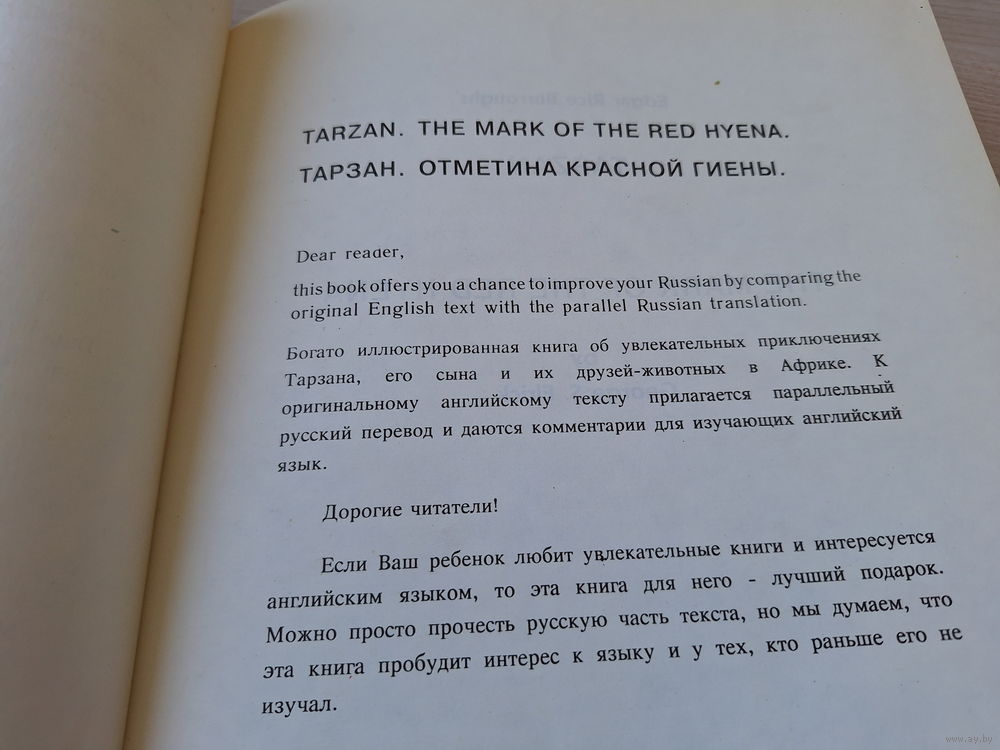 TARZAN. THE MARK OF THE RED HYENA.
ТАРЗАН. ОТМЕТИНА КРАСНОЙ ГИЕНЫ.
Dear reader,
this book offers you a chance to improve your Russian by comparing the
original English text with the parallel Russian translation.
Богато иллюстрированная книга об увлекательных приключениях
Тарзана, его сына и их друзей-животных в Африке. К
оригинальному английскому тексту прилагается параллельный
русский перевод и даются комментарии для изучающих английский
язык.
Дорогие читатели!
Если Ваш ребенок любит увлекательные книги и интересуется
английским языком, то эта книга для него - лучший подарок.
Можно просто прочесть русскую часть текста, но мы думаем, что
эта книга пробудит интерес к языку и у тех, кто раньше его не
изучал.
www.ay.by